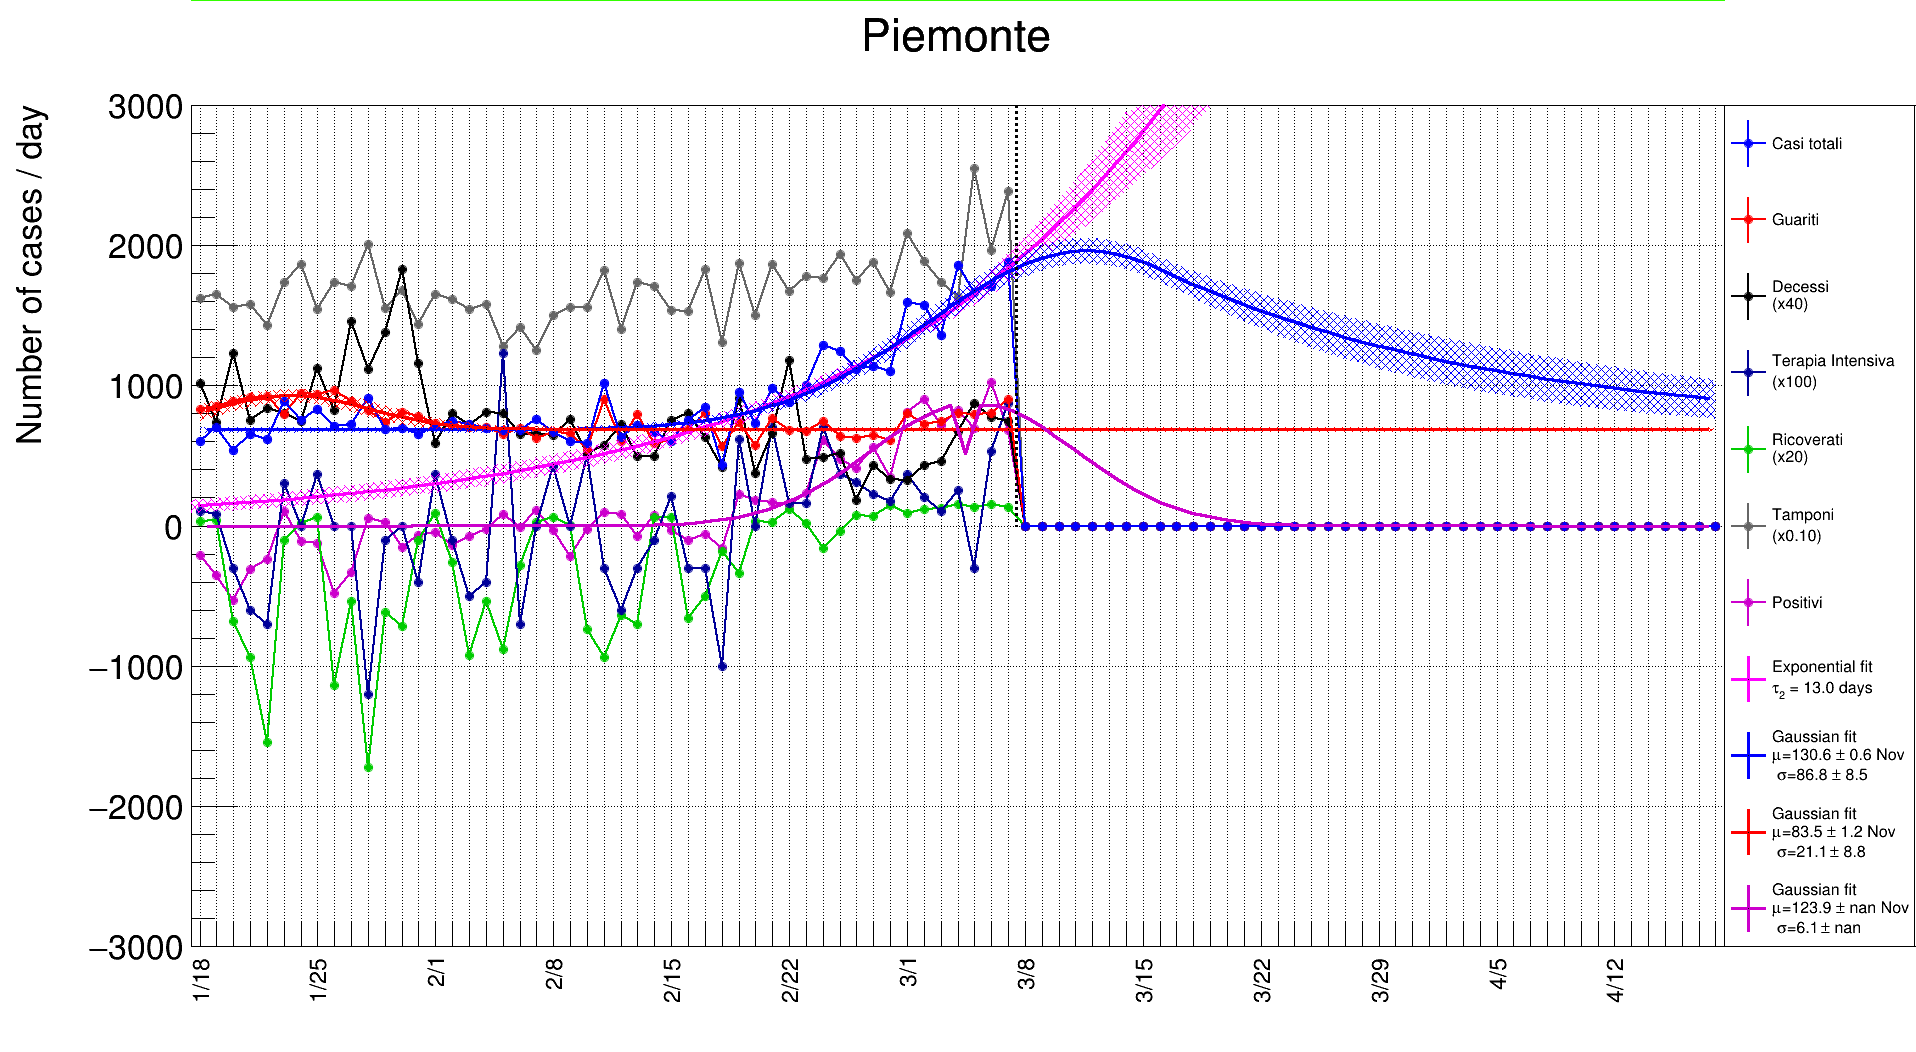 Piemonte
Number of cases / day
3000
2000
1000
0
−1000
−2000
−3000
1/18
1/25
2/1
2/8
2/15
2/22
3/1
3/8
3/15
3/22
3/29
4/5
4/12
Casi totali
Guariti
Decessi
(x40)
Terapia Intensiva
(x100)
Ricoverati
(x20)
Tamponi
(x0.10)
Positivi
Exponential fit
τ2 = 13.0 days
Gaussian fit
μ=130.6 ± 0.6 Nov
σ=86.8 ± 8.5
Gaussian fit
μ=83.5 ± 1.2 Nov
σ=21.1 ± 8.8
Gaussian fit
μ=123.9 ± nan Nov
σ=6.1 ± nan